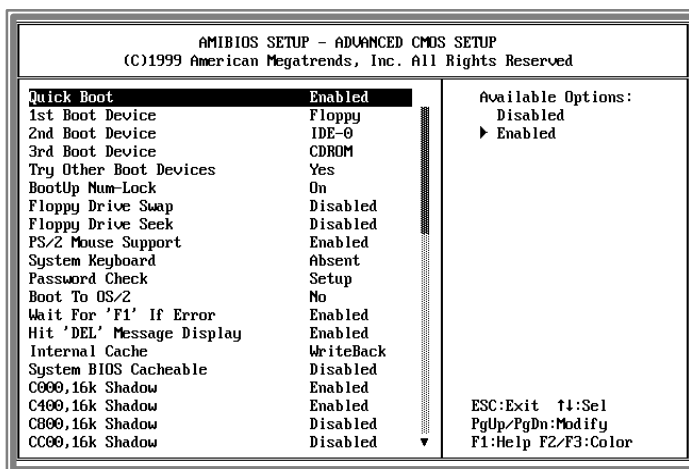 AMIBIOS SETUP - ADVANCED CMOS SETUP
(C)1999 American Megatrends, Inc. All Rights Reserved
Quick Boot Enabled
1st Boot Device Floppy
2nd Boot Device IDE-0
3rd Boot Device CDROM
Try Other Boot Devices Yes
BootUp Num-Lock On
Floppy Drive Swap Disabled
Floppy Drive Seek Disabled
PS/2 Mouse Support Enabled
System Keyboard Absent
Password Check Setup
Boot To OS/2 No
Wait For 'F1' If Error Enabled
Hit 'DEL' Message Display Enabled
Internal Cache WriteBack
System BIOS Cacheable Disabled
C000,16k Shadow Enabled
C400,16k Shadow Enabled
C800,16k Shadow Disabled
CC00,16k Shadow Disabled
Available Options:
Disabled
▶ Enabled
ESC:Exit ↑↓:Sel
PgUp/PgDn:Modify
F1:Help F2/F3:Color